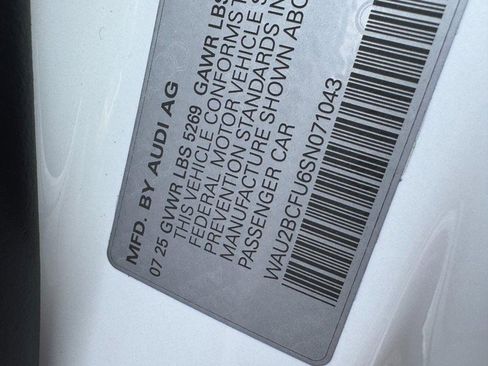 MFD. BY AUDI AG
07 25 GVWR LBS 5269 GAWR LBS
THIS VEHICLE CONFORMS
FEDERAL MOTOR VEHICLE
PREVENTION STANDARDS IN
MANUFACTURE SHOWN ABO
PASSENGER CAR
WAU2BCFU6SN071043